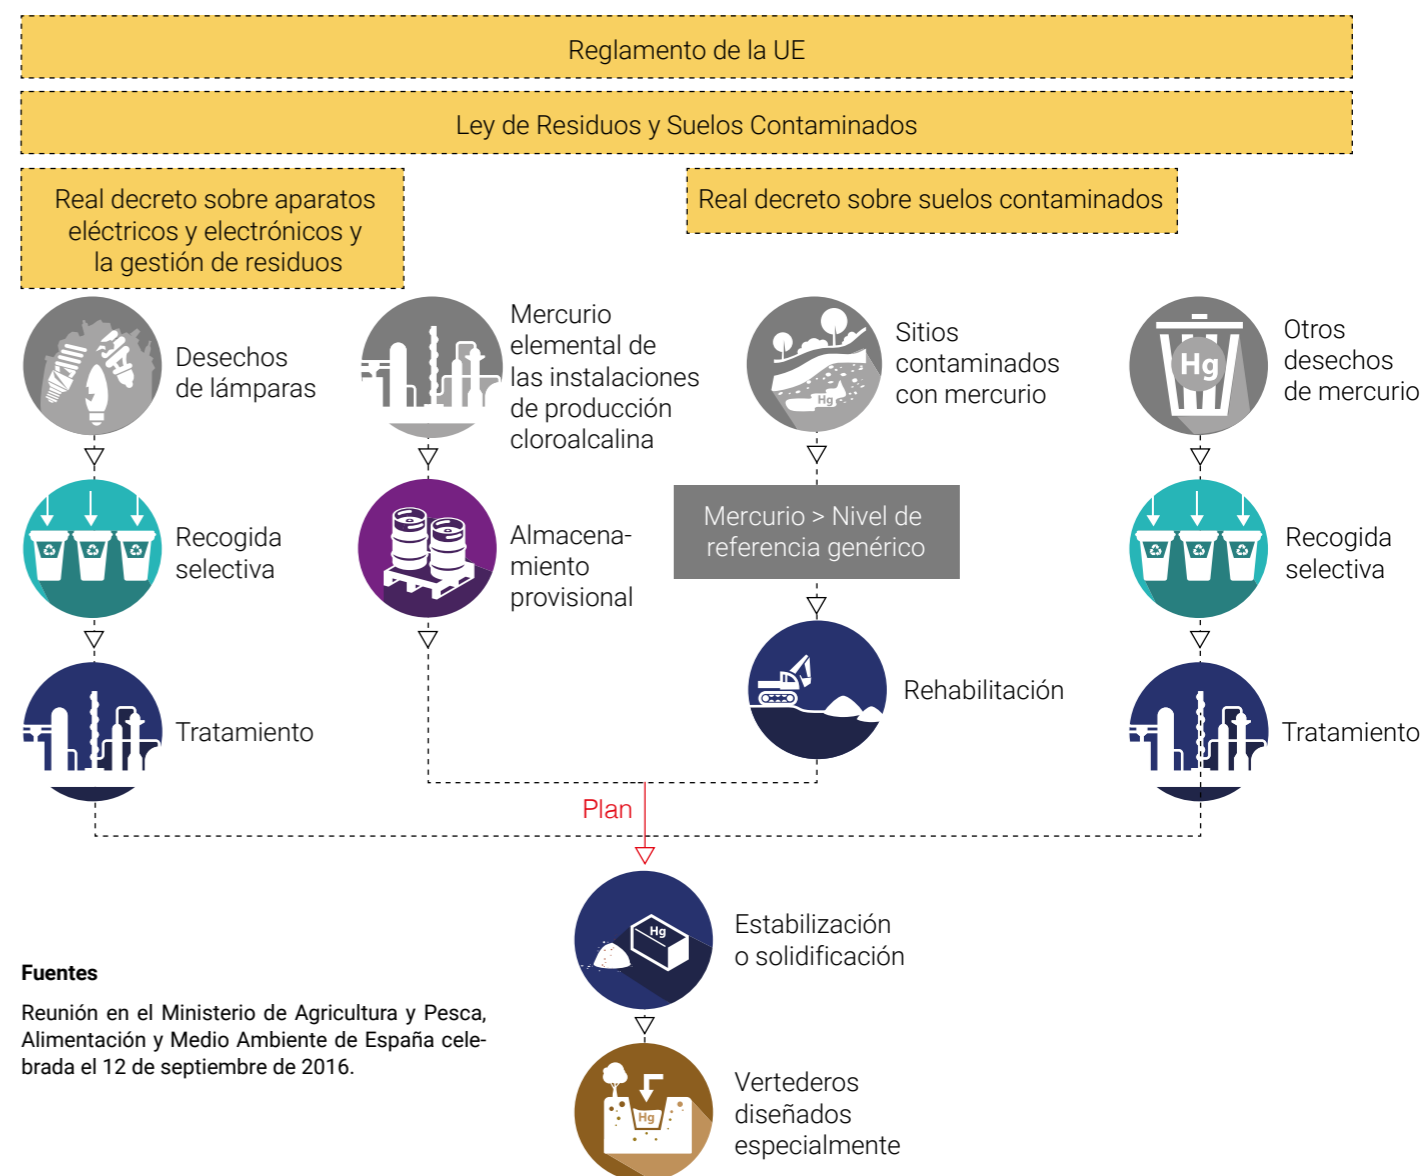 Reglamento de la UE
Ley de Residuos y Suelos Contaminados
Real decreto sobre aparatos
eléctricos y electrónicos y
la gestión de residuos
Real decreto sobre suelos contaminados
Desechos
de lámparas
Mercurio
elemental de
las instalaciones
de producción
cloroalcalina
Hg
Sitios
contaminados
con mercurio
Hg
Otros
desechos
de mercurio
Recogida
selectiva
Almacena-
miento
provisional
Mercurio > Nivel de
referencia genérico
Recogida
selectiva
Tratamiento
Rehabilitación
Tratamiento
Plan
Hg
Estabilización
o solidificación
Hg
Vertederos
diseñados
especialmente
Fuentes
Reunión en el Ministerio de Agricultura y Pesca,
Alimentación y Medio Ambiente de España cele-
brada el 12 de septiembre de 2016.